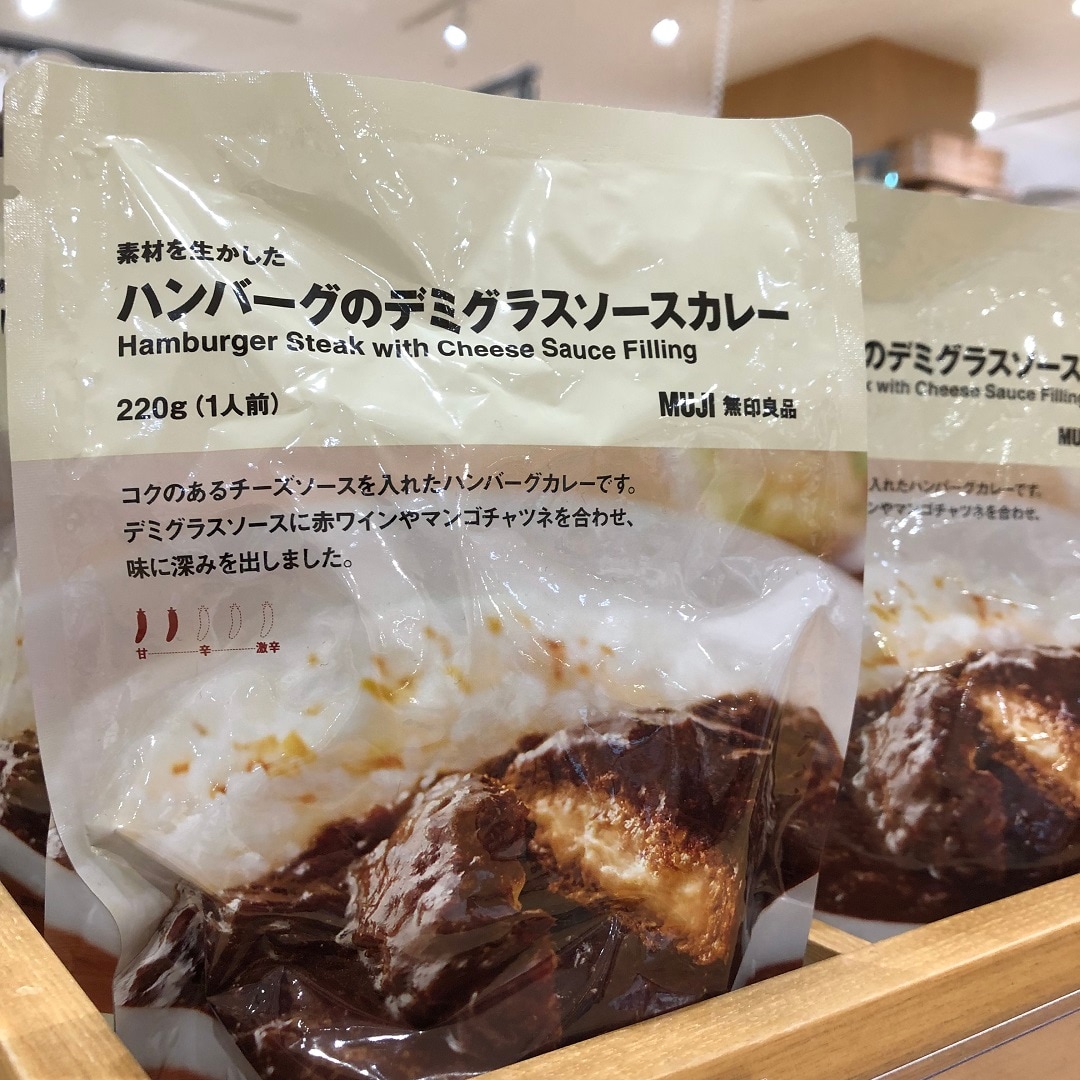 素材を生かした
ハンバーグのデミグラスソースカレー
Hamburger Steak with Cheese Sauce Filling
220g(1人前)
MUJI 無印良品
コクのあるチーズソースを入れたハンバーグカレーです。
デミグラスソースに赤ワインやマンゴチャツネを合わせ、
味に深みを出しました。
甘 辛 激辛
のデミグラスソース
with Cheese Sauce Filling
MU
入れたハンバーグカレーです。
ンやマンゴチャツネを合わせ、